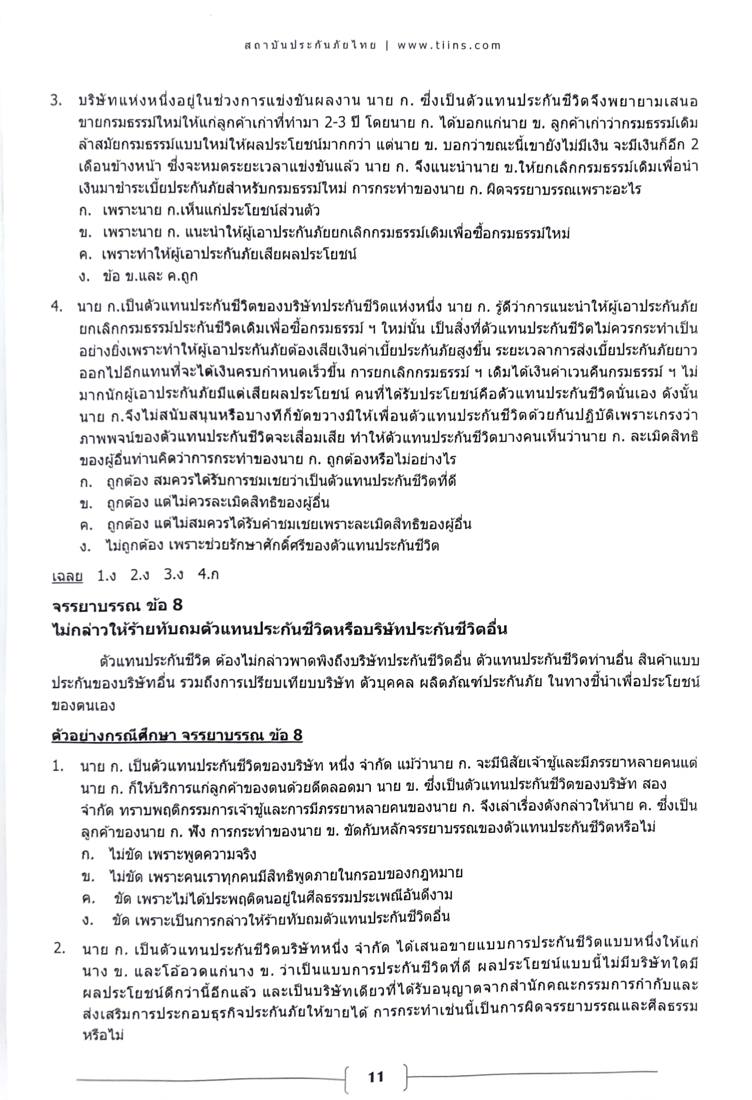 สถาบันประกันภัยไทย | www.tiins.com
3. บริษัทแห่งหนึ่งอยู่ในช่วงการแข่งขันผลงาน นาย ก. ซึ่งเป็นตัวแทนประกันชีวิตจึงพยายามเสนอ
ขายกรมธรรม์ใหม่ให้แก่ลูกค้าเก่าที่ทำมา 2-3 ปี โดยนาย ก. ได้บอกแก่นาย ข. ลูกค้าเก่าว่ากรมธรรม์เดิม
ล้าสมัยกรมธรรม์แบบใหม่ให้ผลประโยชน์มากกว่า แต่นาย ข. บอกว่าขณะนี้เขายังไม่มีเงิน จะมีเงินก็อีก 2
เดือนข้างหน้า ซึ่งจะหมดระยะเวลาแข่งขันแล้ว นาย ก. จึงแนะนำนาย ข.ให้ยกเลิกกรมธรรม์เดิมเพื่อนำ
เงินมาชำระเบี้ยประกันภัยสำหรับกรมธรรม์ใหม่ การกระทำของนาย ก. ผิดจรรยาบรรณเพราะอะไร
ก. เพราะนาย ก.เห็นแก่ประโยชน์ส่วนตัว
ข. เพราะนาย ก. แนะนำให้ผู้เอาประกันภัยยกเลิกกรมธรรม์เดิมเพื่อซื้อกรมธรรม์ใหม่
ค. เพราะทำให้ผู้เอาประกันภัยเสียผลประโยชน์
ง. ข้อ ข.และ ค.ถูก
4. นาย ก.เป็นตัวแทนประกันชีวิตของบริษัทประกันชีวิตแห่งหนึ่ง นาย ก. รู้ดีว่าการแนะนำให้ผู้เอาประกันภัย
ยกเลิกกรมธรรม์ประกันชีวิตเดิมเพื่อซื้อกรมธรรม์ ฯ ใหม่นั้น เป็นสิ่งที่ตัวแทนประกันชีวิตไม่ควรกระทำเป็น
อย่างยิ่งเพราะทำให้ผู้เอาประกันภัยต้องเสียเงินค่าเบี้ยประกันภัยสูงขึ้น ระยะเวลาการส่งเบี้ยประกันภัยยาว
ออกไปอีกแทนที่จะได้เงินครบกำหนดเร็วขึ้น การยกเลิกกรมธรรม์ ฯ เดิมได้เงินค่าเวนคืนกรมธรรม์ ฯ ไม่
มากนักผู้เอาประกันภัยมีแต่เสียผลประโยชน์ คนที่ได้รับประโยชน์คือตัวแทนประกันชีวิตนั่นเอง ดังนั้น
นาย ก.จึงไม่สนับสนุนหรือบางทีก็ขัดขวางมิให้เพื่อนตัวแทนประกันชีวิตด้วยกันปฏิบัติเพราะเกรงว่า
ภาพพจน์ของตัวแทนประกันชีวิตจะเสื่อมเสีย ทำให้ตัวแทนประกันชีวิตบางคนเห็นว่านาย ก. ละเมิดสิทธิ
ของผู้อื่นท่านคิดว่าการกระทำของนาย ก. ถูกต้องหรือไม่อย่างไร
ก. ถูกต้อง สมควรได้รับการชมเชยว่าเป็นตัวแทนประกันชีวิตที่ดี
ข. ถูกต้อง แต่ไม่ควรละเมิดสิทธิของผู้อื่น
ค. ถูกต้อง แต่ไม่สมควรได้รับคำชมเชยเพราะละเมิดสิทธิของผู้อื่น
ง. ไม่ถูกต้อง เพราะช่วยรักษาศักดิ์ศรีของตัวแทนประกันชีวิต
เฉลย 1.ง 2.ง 3.ง 4.ก
จรรยาบรรณ ข้อ 8
ไม่กล่าวให้ร้ายทับถมตัวแทนประกันชีวิตหรือบริษัทประกันชีวิตอื่น
ตัวแทนประกันชีวิต ต้องไม่กล่าวพาดพิงถึงบริษัทประกันชีวิตอื่น ตัวแทนประกันชีวิตท่านอื่น สินค้าแบบ
ประกันของบริษัทอื่น รวมถึงการเปรียบเทียบบริษัท ตัวบุคคล ผลิตภัณฑ์ประกันภัย ในทางชี้นำเพื่อประโยชน์
ของตนเอง
ตัวอย่างกรณีศึกษา จรรยาบรรณ ข้อ 8
1. นาย ก. เป็นตัวแทนประกันชีวิตของบริษัท หนึ่ง จำกัด แม้ว่านาย ก. จะมีนิสัยเจ้าชู้และมีภรรยาหลายคนแต่
นาย ก. ก็ให้บริการแก่ลูกค้าของตนด้วยดีตลอดมา นาย ข. ซึ่งเป็นตัวแทนประกันชีวิตของบริษัท สอง
จำกัด ทราบพฤติกรรมการเจ้าชู้และการมีภรรยาหลายคนของนาย ก. จึงเล่าเรื่องดังกล่าวให้นาย ค. ซึ่งเป็น
ลูกค้าของนาย ก. ฟัง การกระทำของนาย ข. ขัดกับหลักจรรยาบรรณของตัวแทนประกันชีวิตหรือไม่
ก. ไม่ขัด เพราะพูดความจริง
ข. ไม่ขัด เพราะคนเราทุกคนมีสิทธิพูดภายในกรอบของกฎหมาย
ค. ขัด เพราะไม่ได้ประพฤติตนอยู่ในศีลธรรมประเพณีอันดีงาม
ง. ขัด เพราะเป็นการกล่าวให้ร้ายทับถมตัวแทนประกันชีวิตอื่น
2. นาย ก. เป็นตัวแทนประกันชีวิตบริษัทหนึ่ง จำกัด ได้เสนอขายแบบการประกันชีวิตแบบหนึ่งให้แก่
นาง ข. และโอ้อวดแก่นาง ข. ว่าเป็นแบบการประกันชีวิตที่ดี ผลประโยชน์แบบนี้ไม่มีบริษัทใดมี
ผลประโยชน์ดีกว่านี้อีกแล้ว และเป็นบริษัทเดียวที่ได้รับอนุญาตจากสำนักคณะกรรมการกำกับและ
ส่งเสริมการประกอบธุรกิจประกันภัยให้ขายได้ การกระทำเช่นนี้เป็นการผิดจรรยาบรรณและศีลธรรม
หรือไม่
11